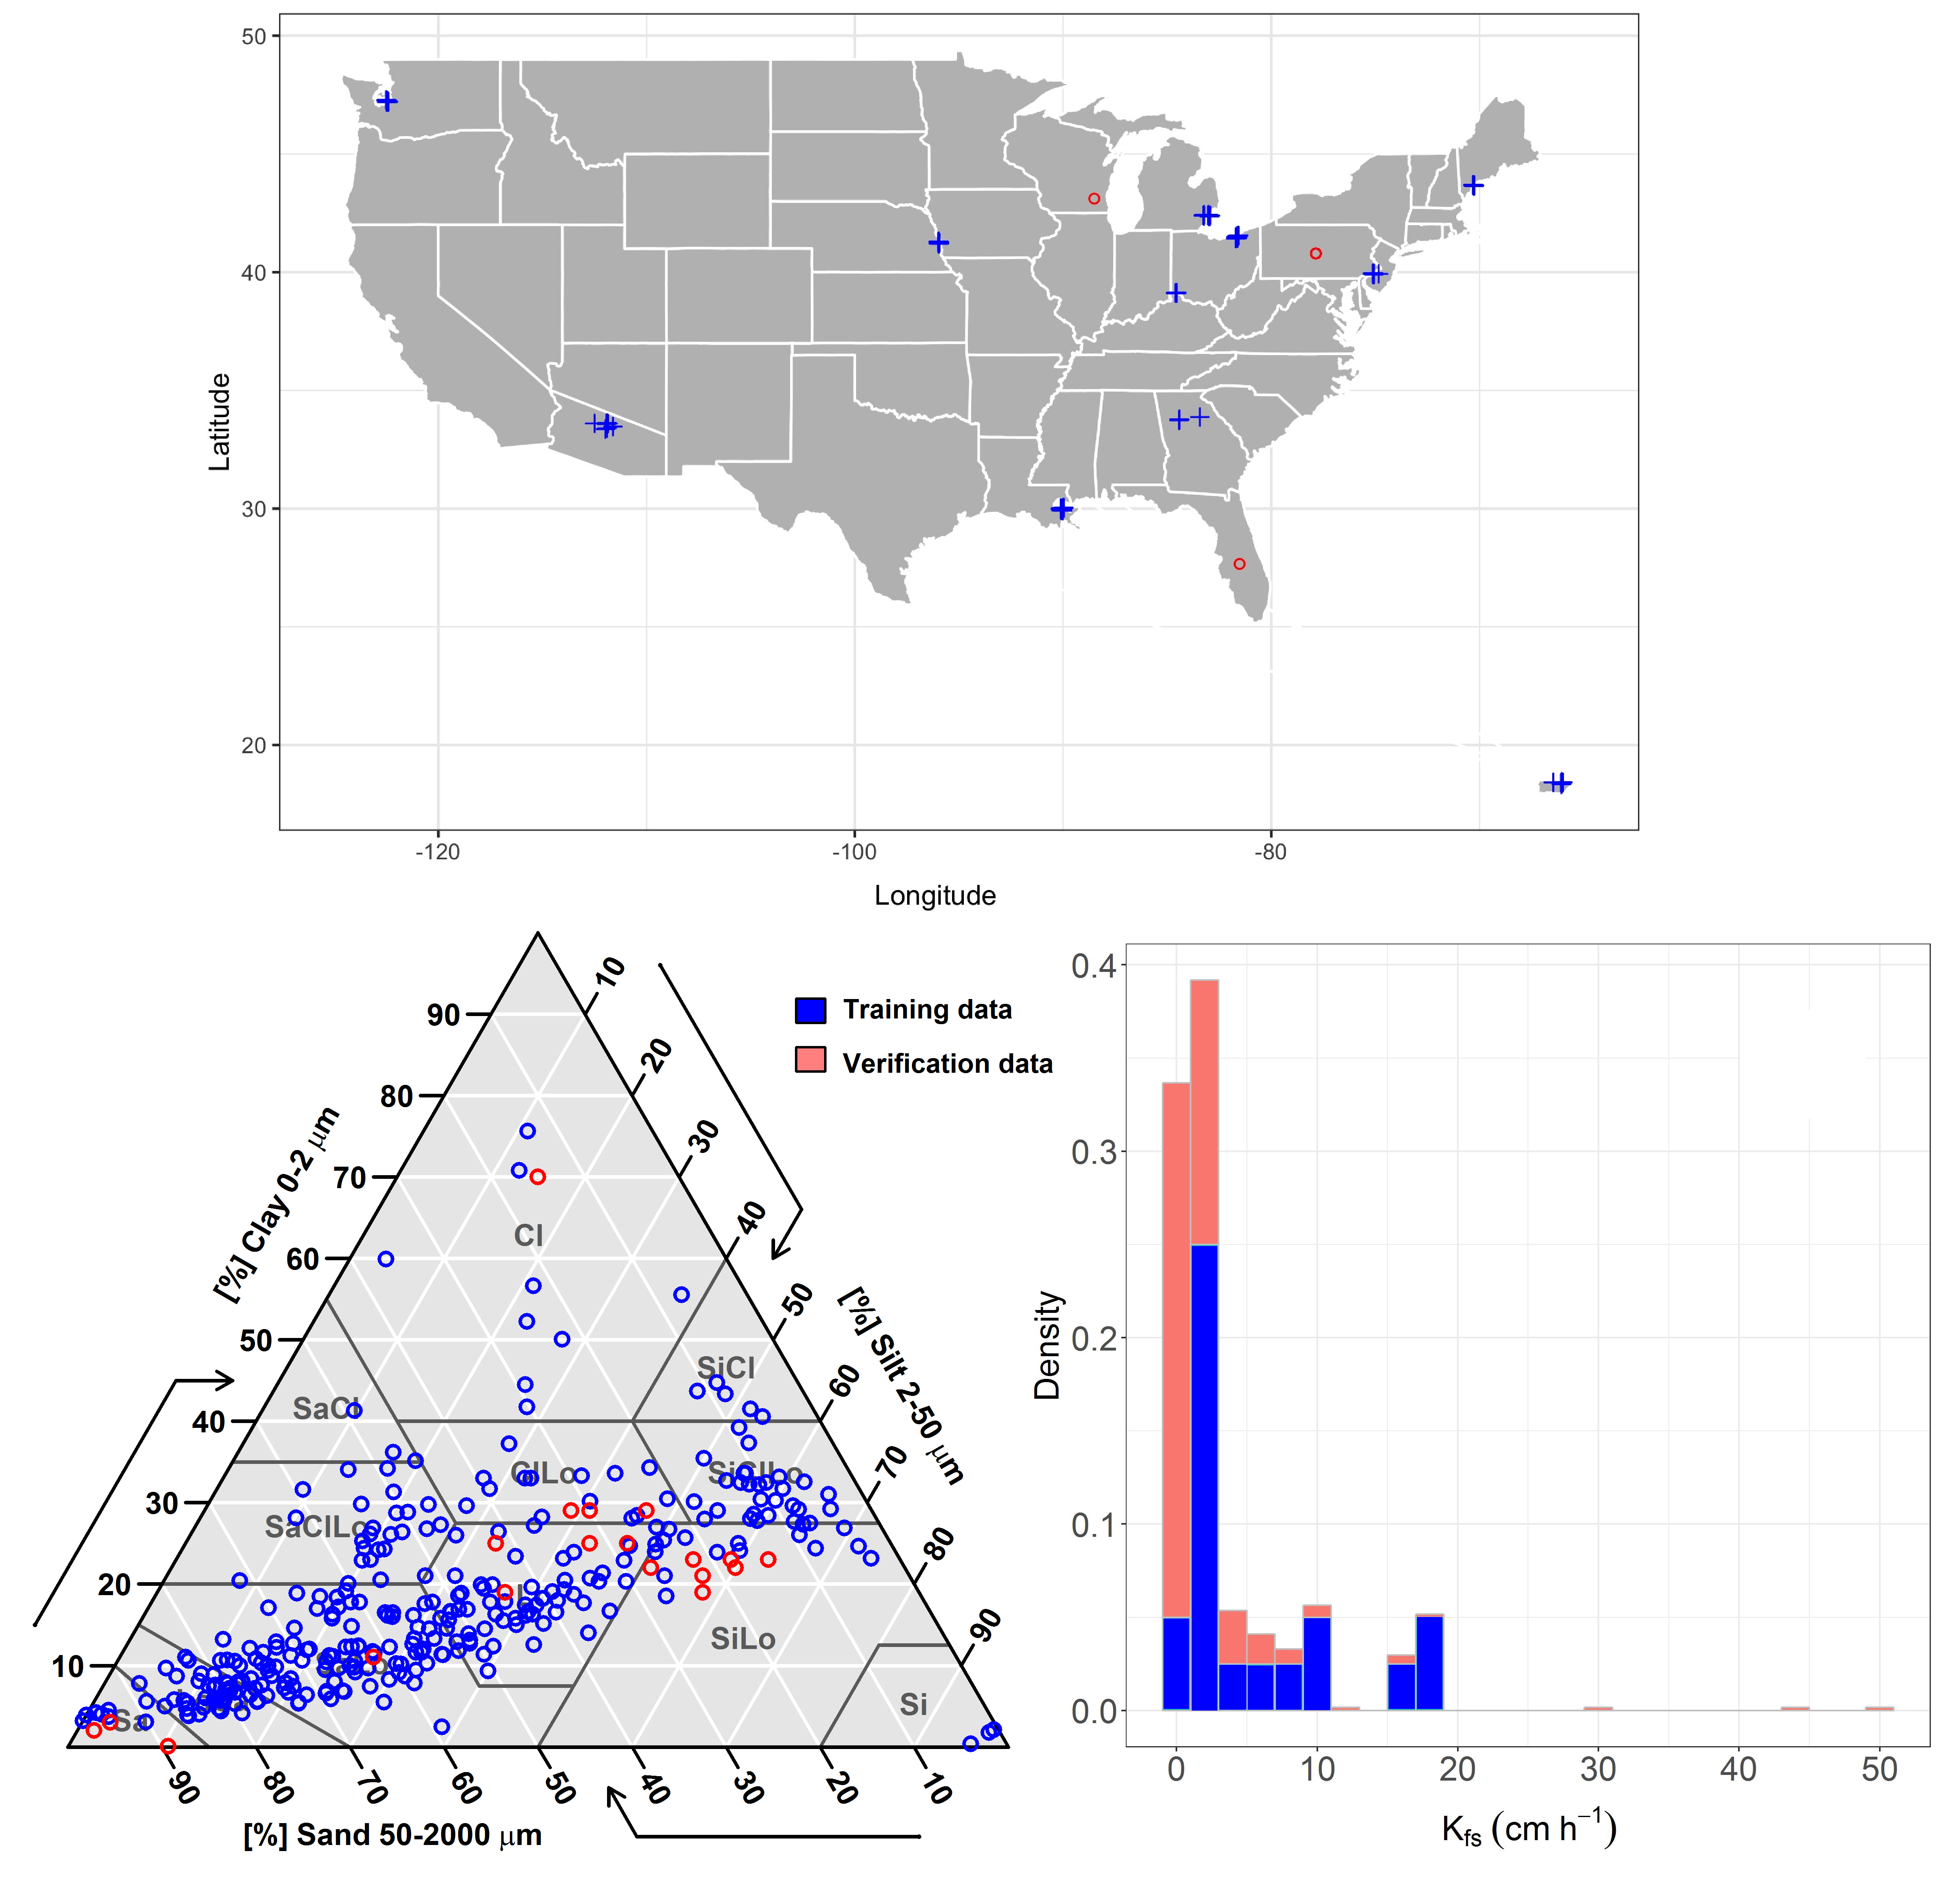 50
40
30
20
Latitude
-120
-100
-80
Longitude
10
20
30
40
50
60
70
80
90
90
80
70
60
50
40
30
20
10
[%] Clay 0-2 μm
[%] Silt 2-50 μm
Cl
SiCl
SaCl
ClLo
SiClLo
SaClLo
SiLo
Si
Sa
90
80
70
60
50
40
30
20
10
[%] Sand 50-2000 μm
Training data
Verification data
0.4
0.3
0.2
0.1
0.0
Density
0
10
20
30
40
50
Kfs (cm h−1)